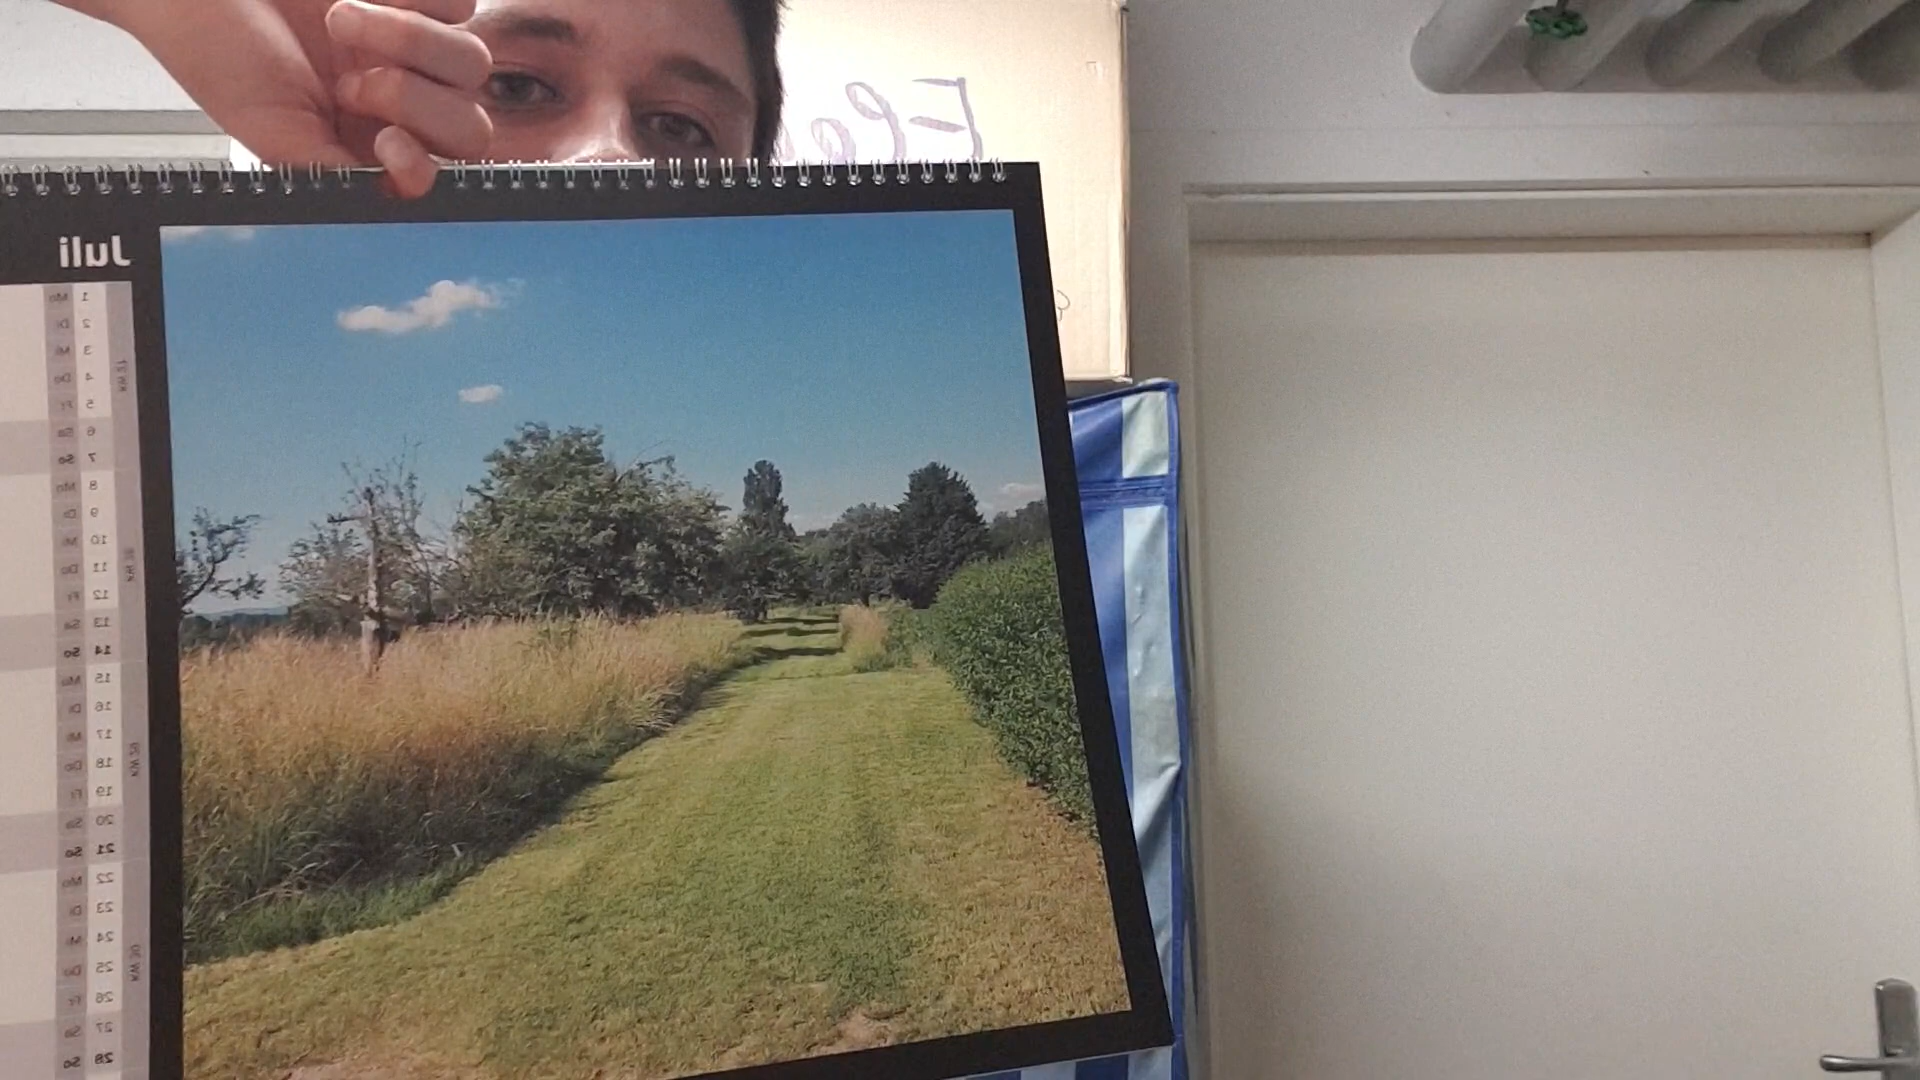 Juli
1 Mo
2 Di
3 Mi
4 Do
5 Fr
6 Sa
7 So
8 Mo
9 Di
10 Mi
11 Do
12 Fr
13 Sa
14 So
15 Mo
16 Di
17 Mi
18 Do
19 Fr
20 Sa
21 So
22 Mo
23 Di
24 Mi
25 Do
26 Fr
27 Sa
28 So